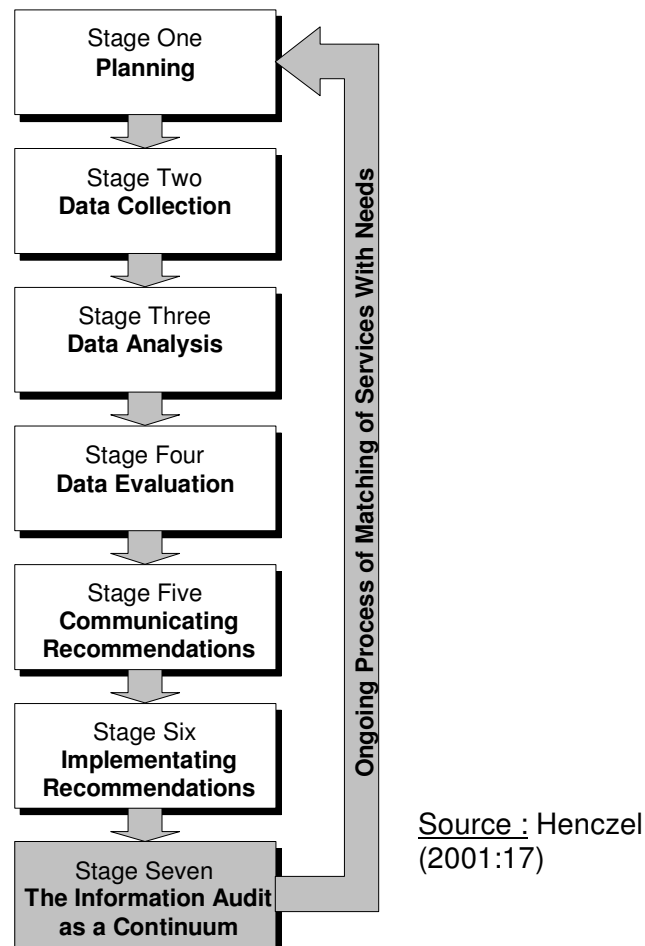 Stage One
Planning
Stage Two
Data Collection
Stage Three
Data Analysis
Stage Four
Data Evaluation
Stage Five
Communicating
Recommendations
Stage Six
Implementating
Recommendations
Stage Seven
The Information Audit
as a Continuum
Ongoing Process of Matching of Services With Needs
Source : Henczel
(2001:17)